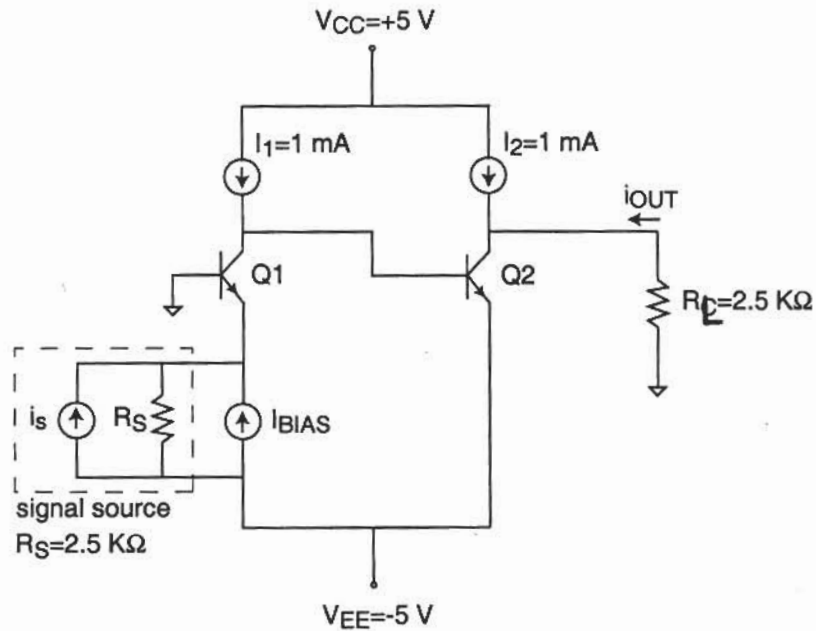 VCC=+5 V
I1=1 mA
I2=1 mA
iOUT
Q1
Q2
RL=2.5 KΩ
is
RS
IBIAS
signal source
RS=2.5 KΩ
VEE=-5 V